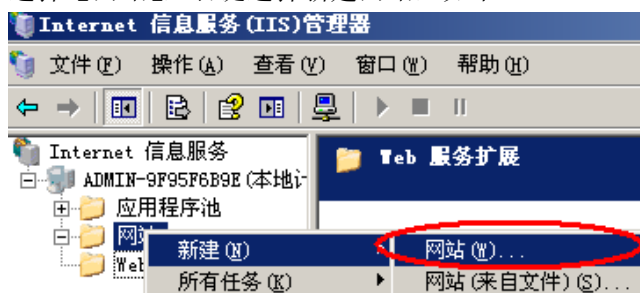 Internet 信息服务(IIS)管理器
文件(F) 操作(A) 查看(V) 窗口(W) 帮助(H)
Internet 信息服务
ADMIN-9F95F6B9E(本地计
Web 服务扩展
应用程序池
网站
新建(N)
网站(W)...
Web
所有任务(K)
网站(来自文件)(S)...